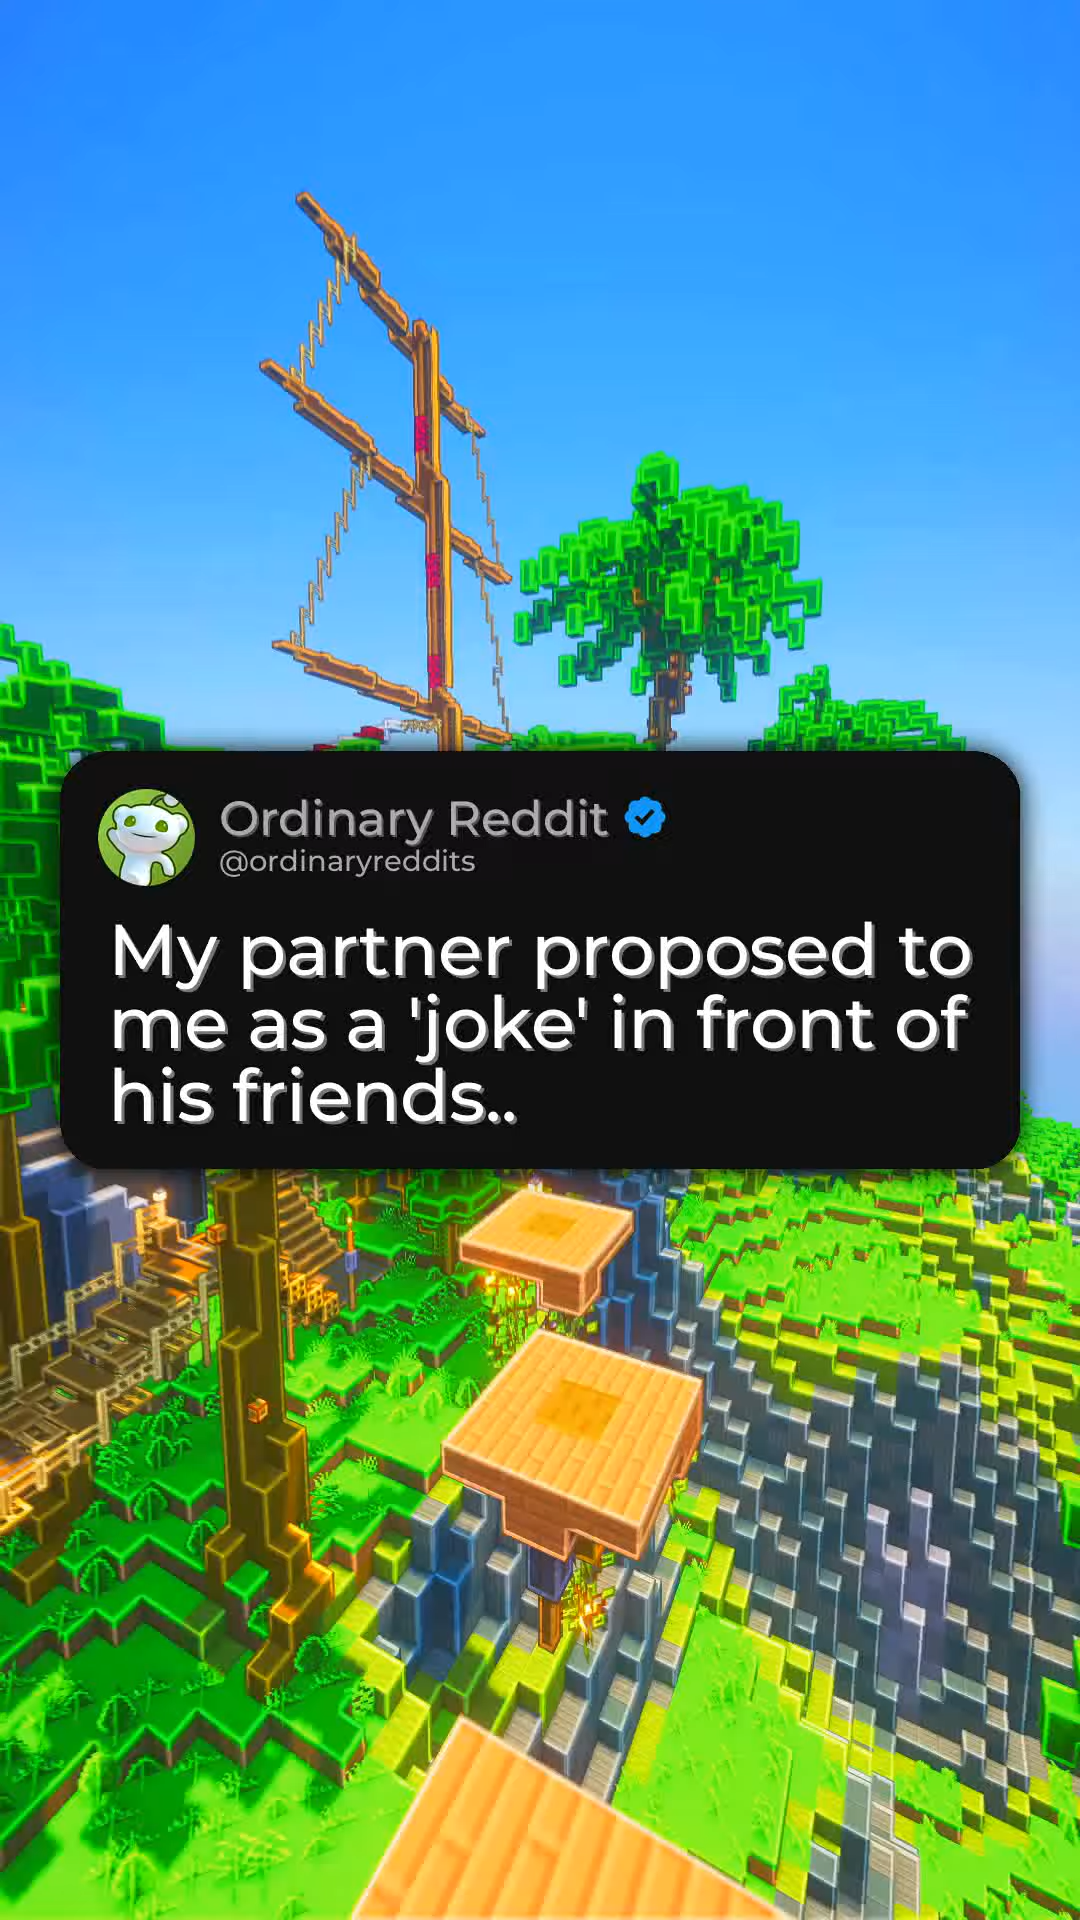 Ordinary Reddit
@ordinaryreddits
My partner proposed to
me as a 'joke' in front of
his friends..